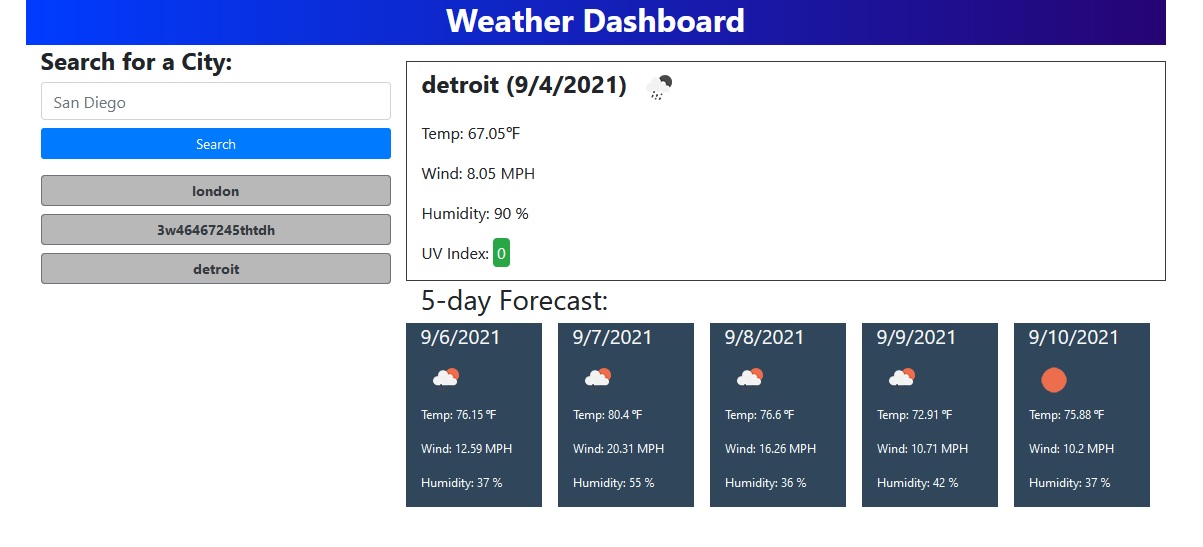 Weather Dashboard
Search for a City:
San Diego
Search
london
3w46467245thtdh
detroit
detroit (9/4/2021)
Temp: 67.05℉
Wind: 8.05 MPH
Humidity: 90 %
UV Index: 0
5-day Forecast:
9/6/2021
Temp: 76.15 ℉
Wind: 12.59 MPH
Humidity: 37 %
9/7/2021
Temp: 80.4 ℉
Wind: 20.31 MPH
Humidity: 55 %
9/8/2021
Temp: 76.6 ℉
Wind: 16.26 MPH
Humidity: 36 %
9/9/2021
Temp: 72.91 ℉
Wind: 10.71 MPH
Humidity: 42 %
9/10/2021
Temp: 75.88 ℉
Wind: 10.2 MPH
Humidity: 37 %